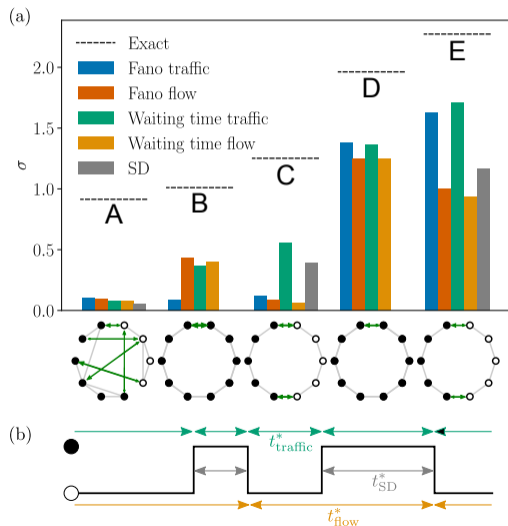 (a)
Exact
Fano traffic
Fano flow
Waiting time traffic
Waiting time flow
SD
σ
2.0
1.5
1.0
0.5
0.0
A
B
C
D
E
(b)
t*traffic
t*SD
t*flow